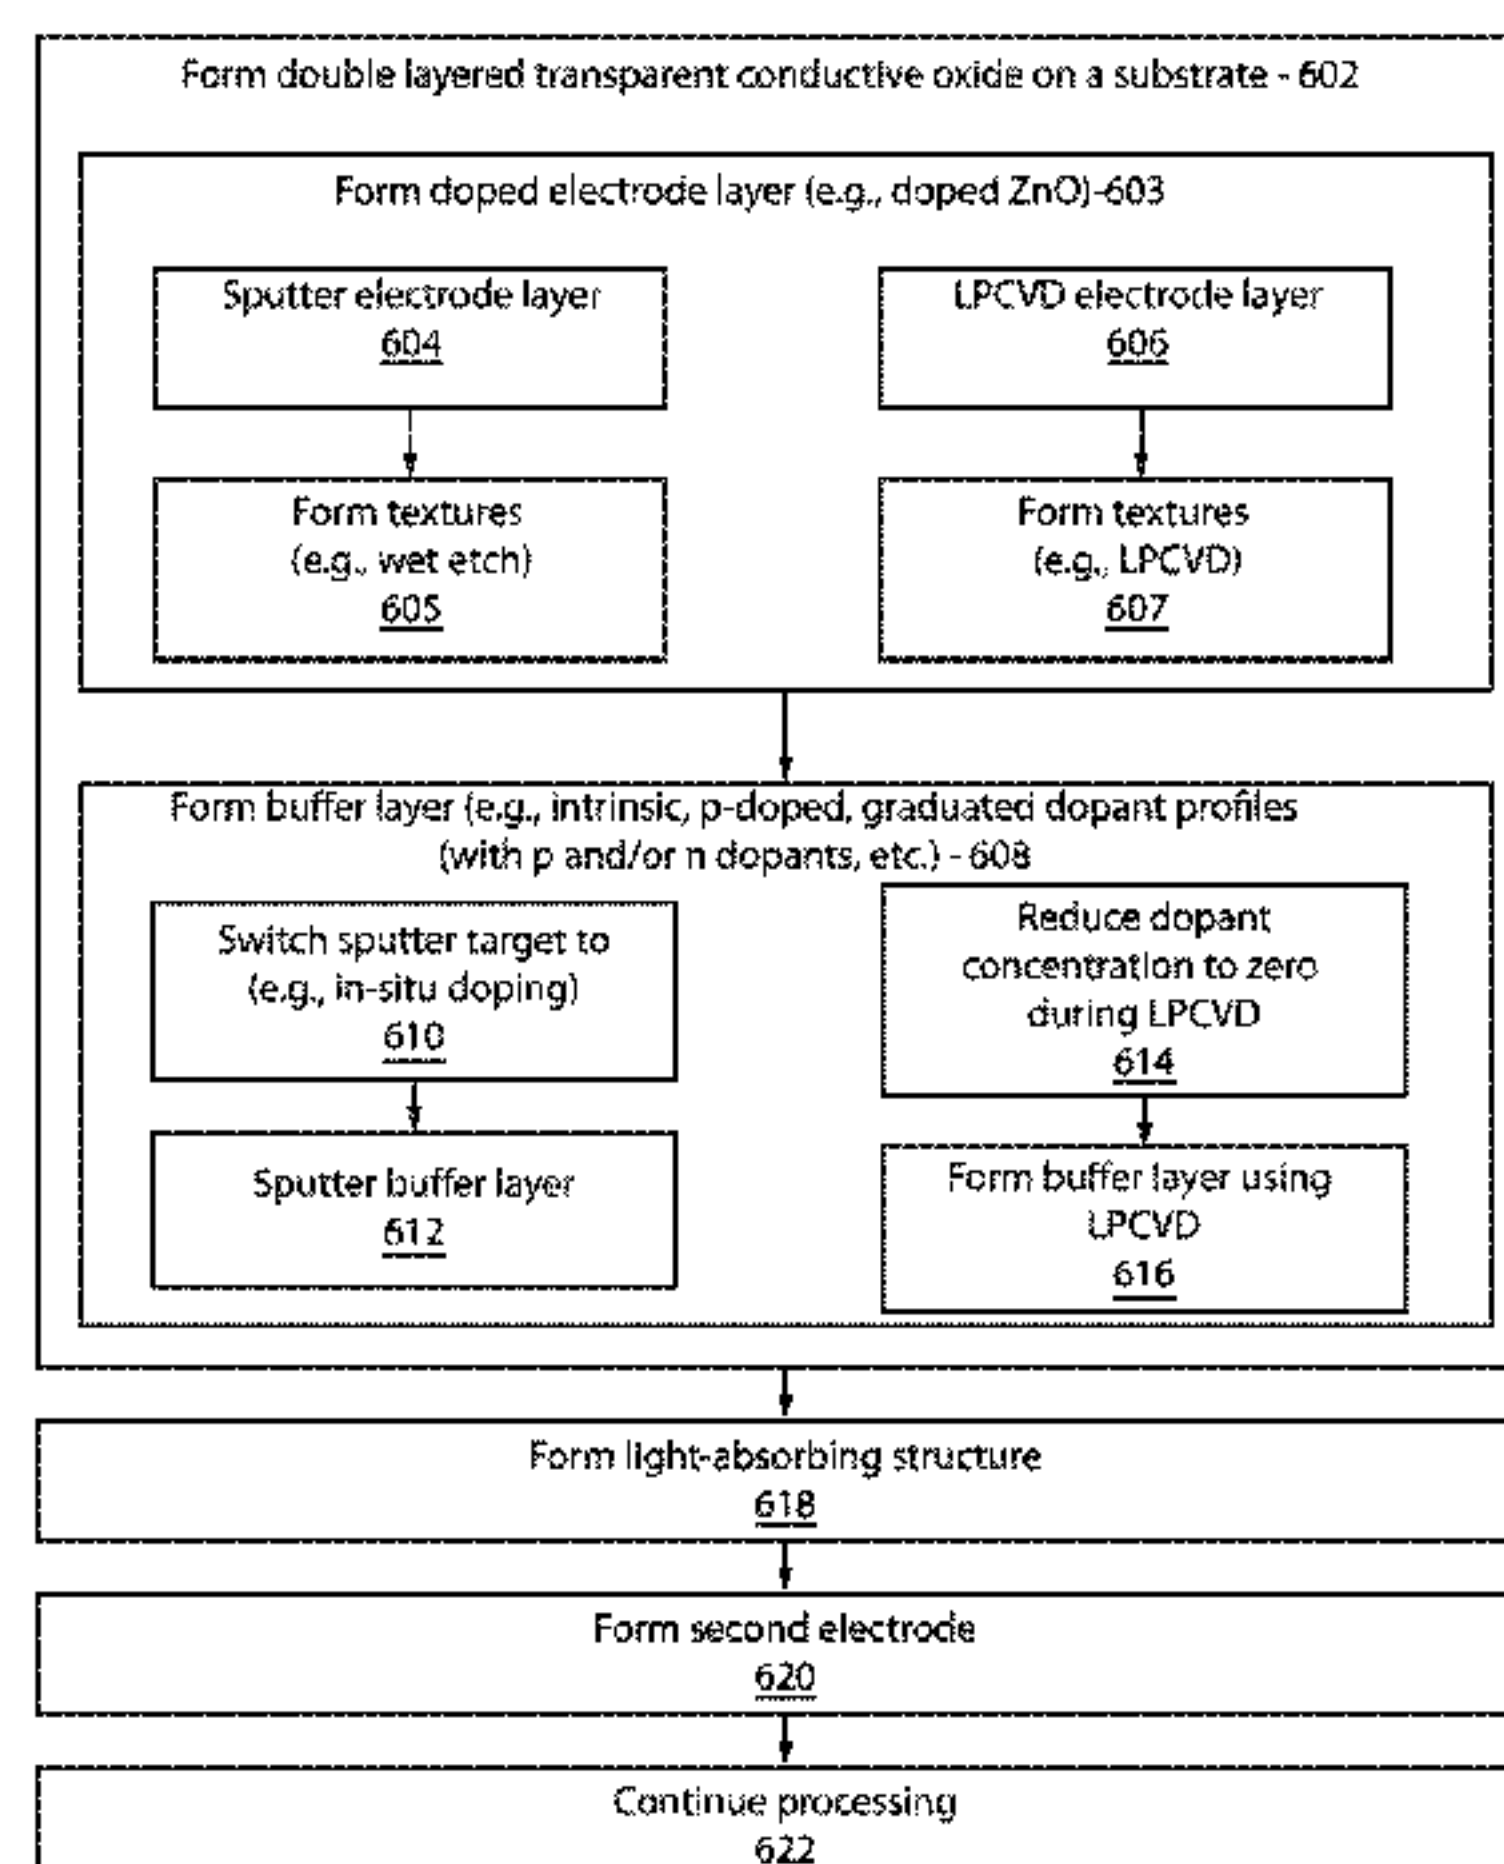 Form double layered transparent conductive oxide on a substrate - 602
Form doped electrode layer (e.g., doped ZnO)-603
Sputter electrode layer
604
LPCVD electrode layer
606
Form textures
(e.g., wet etch)
605
Form textures
(e.g., LPCVD)
607
Form buffer layer (e.g., intrinsic, p-doped, graduated dopant profiles
(with p and/or n dopants, etc.) - 608
Switch sputter target to
(e.g., in-situ doping)
610
Sputter buffer layer
612
Reduce dopant
concentration to zero
during LPCVD
614
Form buffer layer using
LPCVD
616
Form light-absorbing structure
618
Form second electrode
620
Continue processing
622